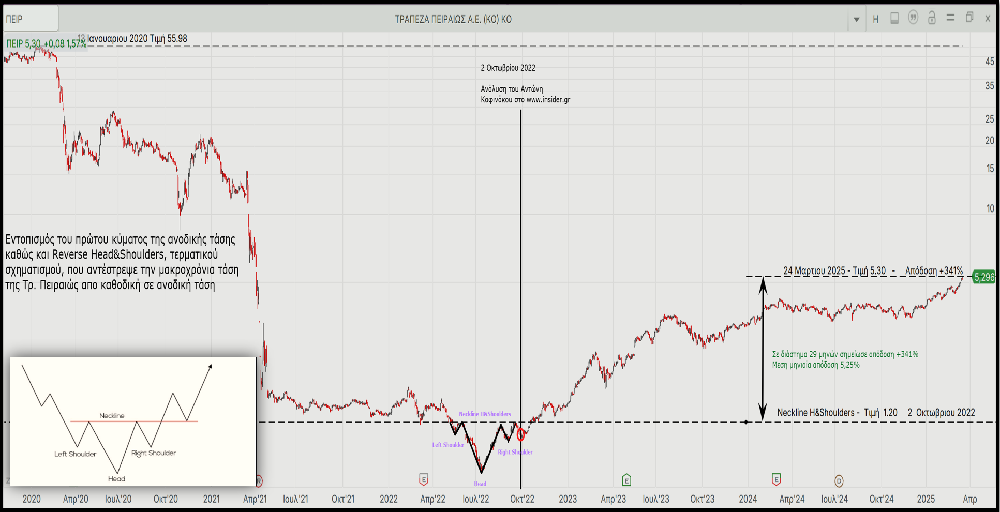 ΠΕΙΡ
ΤΡΑΠΕΖΑ ΠΕΙΡΑΙΩΣ Α.Ε. (ΚΟ) ΚΟ
H
13 Ιανουαριου 2020 Τιμή 55.98
ΠΕΙΡ 5,30 +0,08 1,57%
2 Οκτωβρίου 2022
Ανάλυση του Αντώνη
Κοφινάκου στο www.insider.gr
45
35
25
20
15
10
Εντοπισμός του πρώτου κύματος της ανοδικής τάσης
καθώς και Reverse Head&Shoulders, τερματικού
σχηματισμού, που αντέστρεψε την μακροχρόνια τάση
της Τρ. Πειραιώς απο καθοδική σε ανοδική τάση
24 Μαρτιου 2025 - Τιμή 5.30 - Απόδοση +341%
5,296
Σε διάστημα 29 μηνών σημείωσε απόδοση +341%
Μεση μηνιαία απόδοση 5,25%
Neckline H&Shoulders - Τιμή 1.20 2 Οκτωβριου 2022
Neckline H&Shoulders
Left Shoulder
Right Shoulder
Head
Neckline
Left Shoulder
Right Shoulder
Head
R
E
E
E
D
2020 Απρ'20 Ιουλ'20 Οκτ'20 2021 Απρ'21 Ιουλ'21 Οκτ'21 2022 Απρ'22 Ιουλ'22 Οκτ'22 2023 Απρ'23 Ιουλ'23 Οκτ'23 2024 Απρ'24 Ιουλ'24 Οκτ'24 2025 Απρ